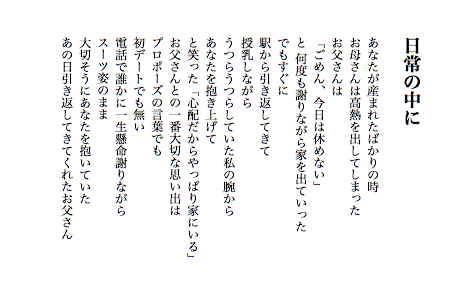 日常の中に
あなたが産まれたばかりの時
お母さんは高熱を出してしまった
お父さんは
「ごめん、今日は休めない」
と 何度も謝りながら家を出ていった
でもすぐに
駅から引き返してきて
授乳しながら
うつらうつらしていた私の腕から
あなたを抱き上げて
と笑った「心配だからやっぱり家にいる」
お父さんとの一番大切な思い出は
プロポーズの言葉でも
初デートでも無い
電話で誰かに一生懸命謝りながら
スーツ姿のまま
大切そうにあなたを抱いていた
あの日引き返してきてくれたお父さん